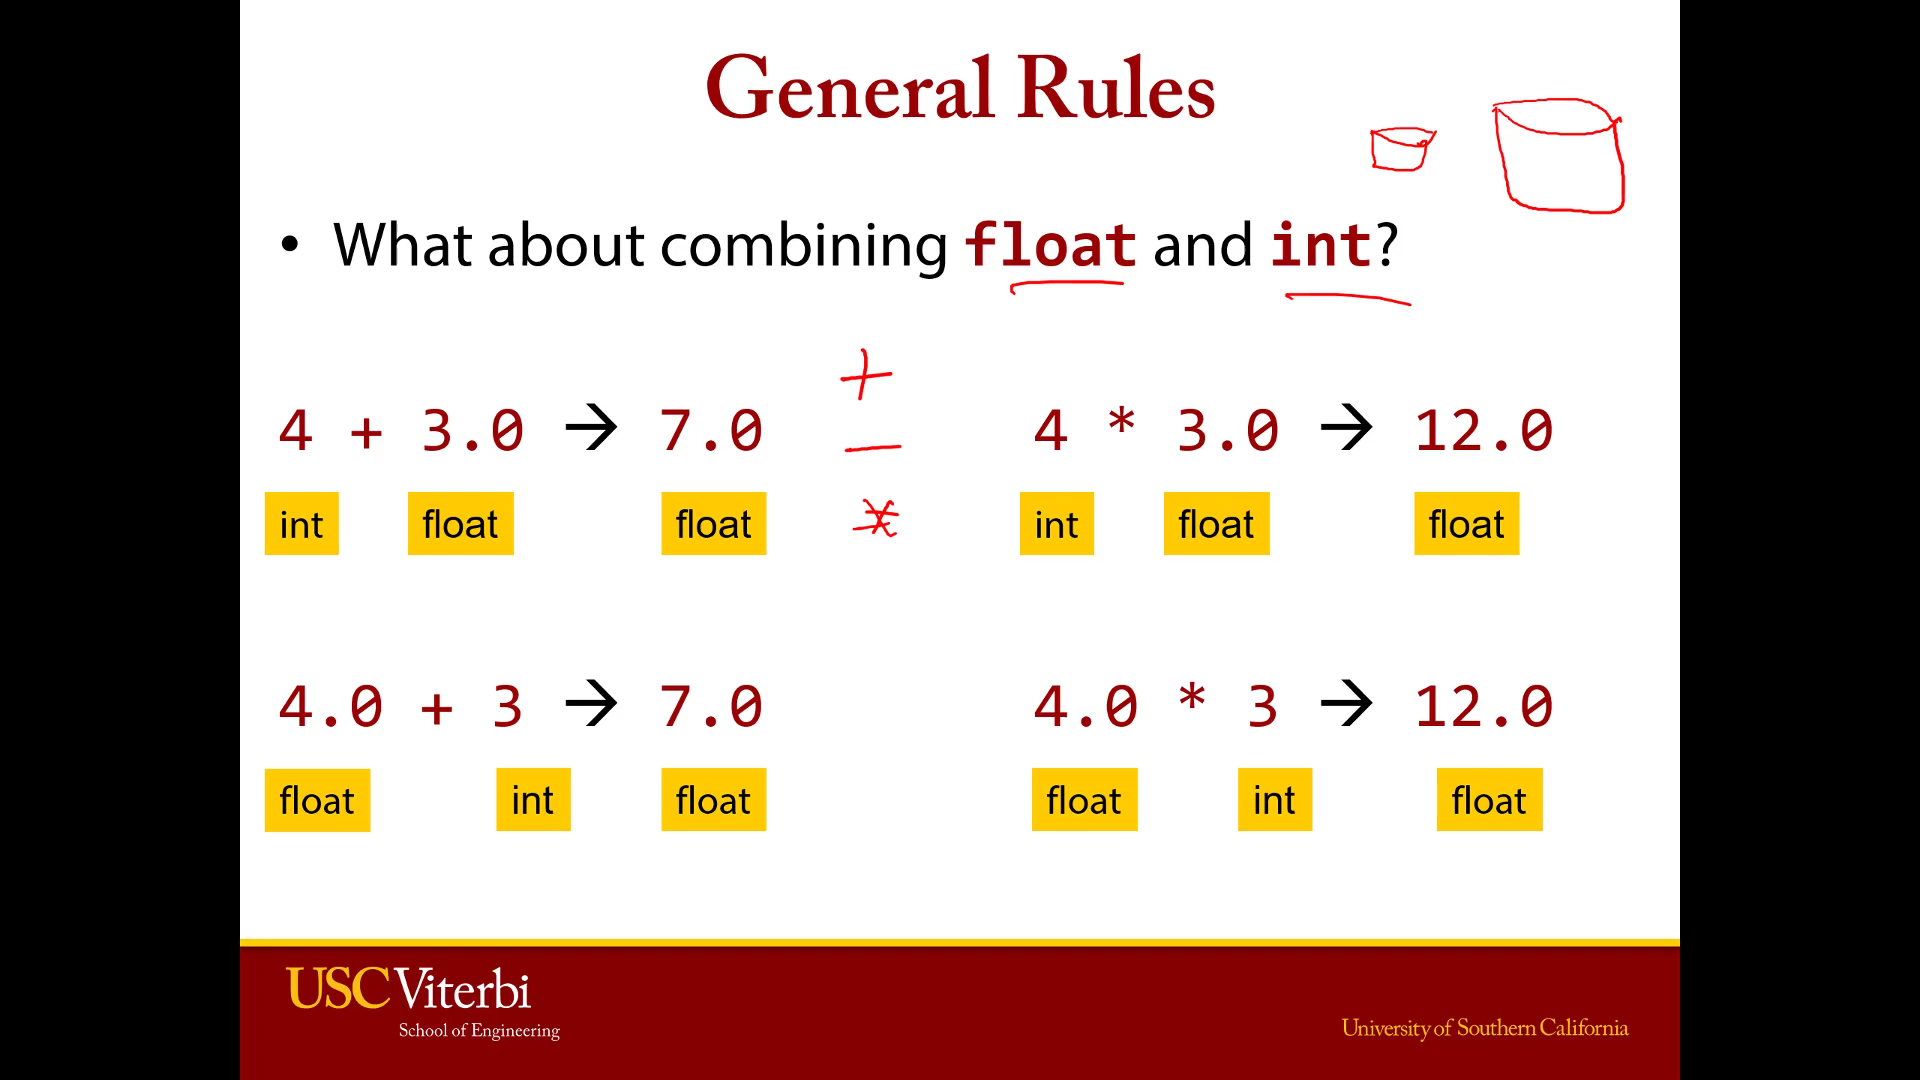 General Rules
• What about combining float and int?
+
4 + 3.0 → 7.0
4 * 3.0 → 12.0
−
*
int float float
int float float
4.0 + 3 → 7.0
4.0 * 3 → 12.0
float int float
float int float
USC Viterbi
School of Engineering
University of Southern California